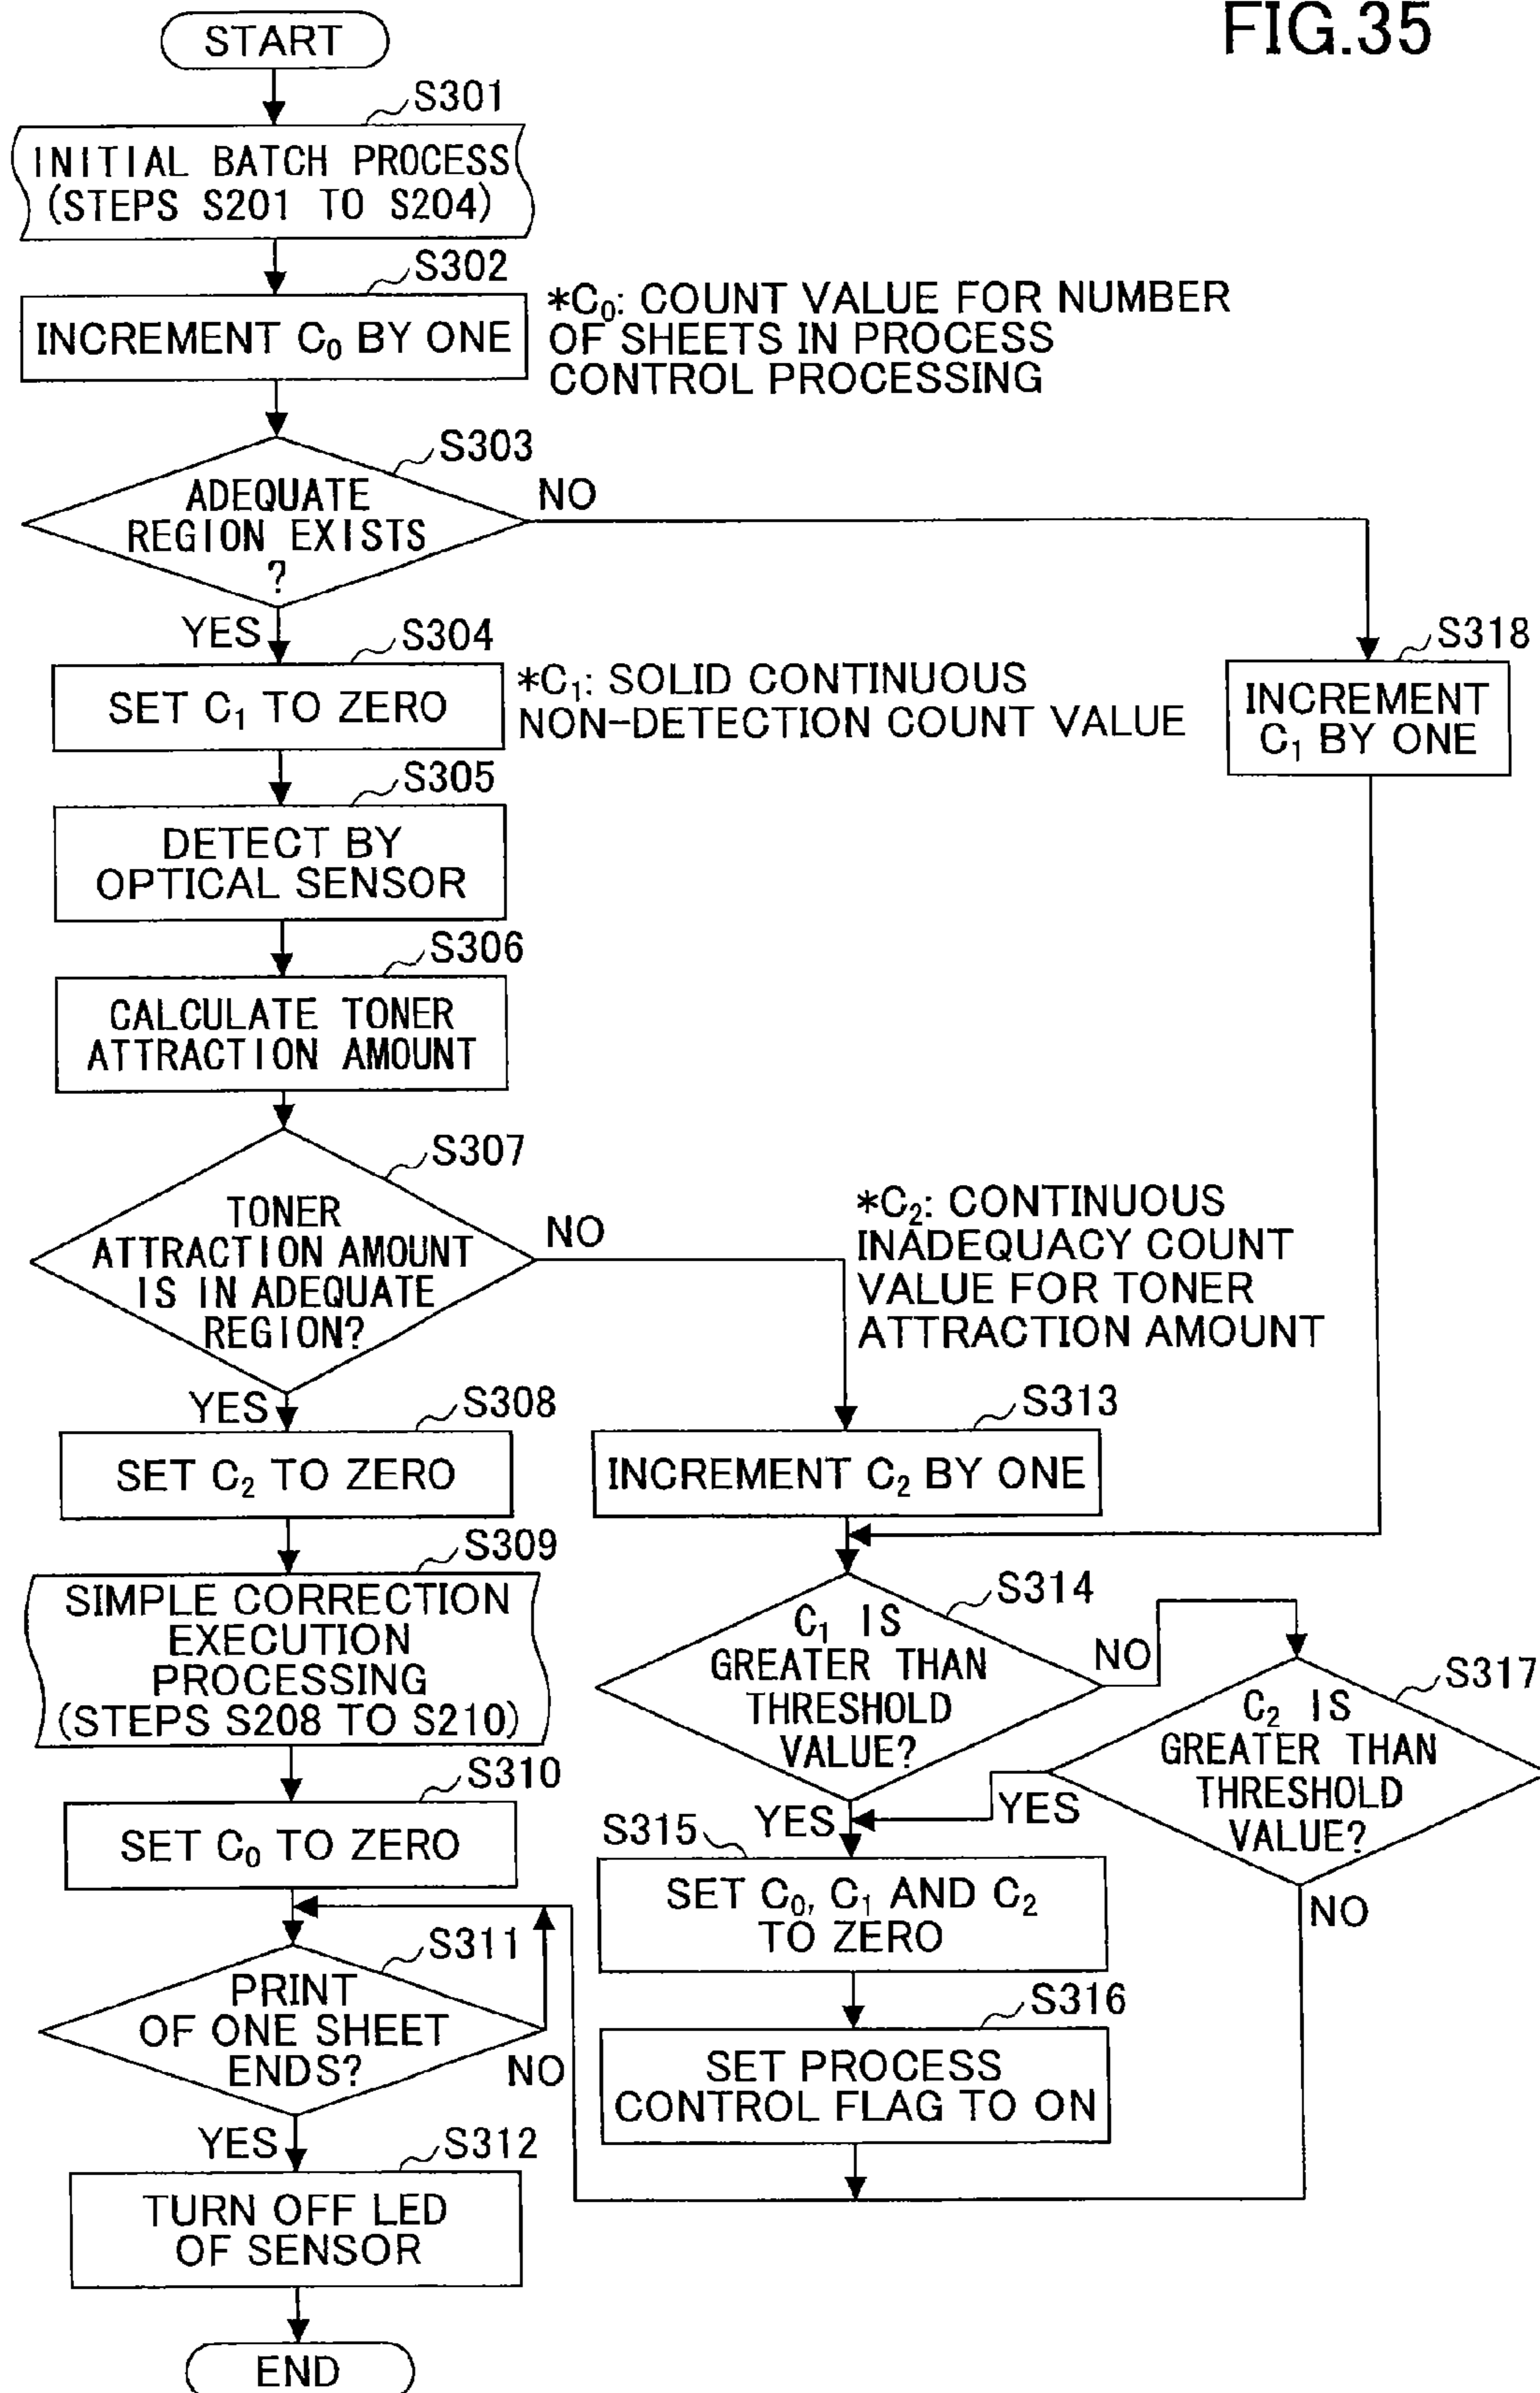 FIG.35
START
S301
INITIAL BATCH PROCESS
(STEPS S201 TO S204)
S302
INCREMENT C₀ BY ONE
*C₀: COUNT VALUE FOR NUMBER
OF SHEETS IN PROCESS
CONTROL PROCESSING
S303
ADEQUATE
REGION EXISTS
?
NO
YES
S304
SET C₁ TO ZERO
*C₁: SOLID CONTINUOUS
NON-DETECTION COUNT VALUE
S318
INCREMENT
C₁ BY ONE
S305
DETECT BY
OPTICAL SENSOR
S306
CALCULATE TONER
ATTRACTION AMOUNT
S307
TONER
ATTRACTION AMOUNT
IS IN ADEQUATE
REGION?
NO
*C₂: CONTINUOUS
INADEQUACY COUNT
VALUE FOR TONER
ATTRACTION AMOUNT
YES
S308
SET C₂ TO ZERO
S313
INCREMENT C₂ BY ONE
S309
SIMPLE CORRECTION
EXECUTION
PROCESSING
(STEPS S208 TO S210)
S314
C₁ IS
GREATER THAN
THRESHOLD
VALUE?
NO
S317
C₂ IS
GREATER THAN
THRESHOLD
VALUE?
YES
YES
NO
S310
SET C₀ TO ZERO
S315
SET C₀, C₁ AND C₂
TO ZERO
S311
PRINT
OF ONE SHEET
ENDS?
NO
S316
SET PROCESS
CONTROL FLAG TO ON
YES
S312
TURN OFF LED
OF SENSOR
END